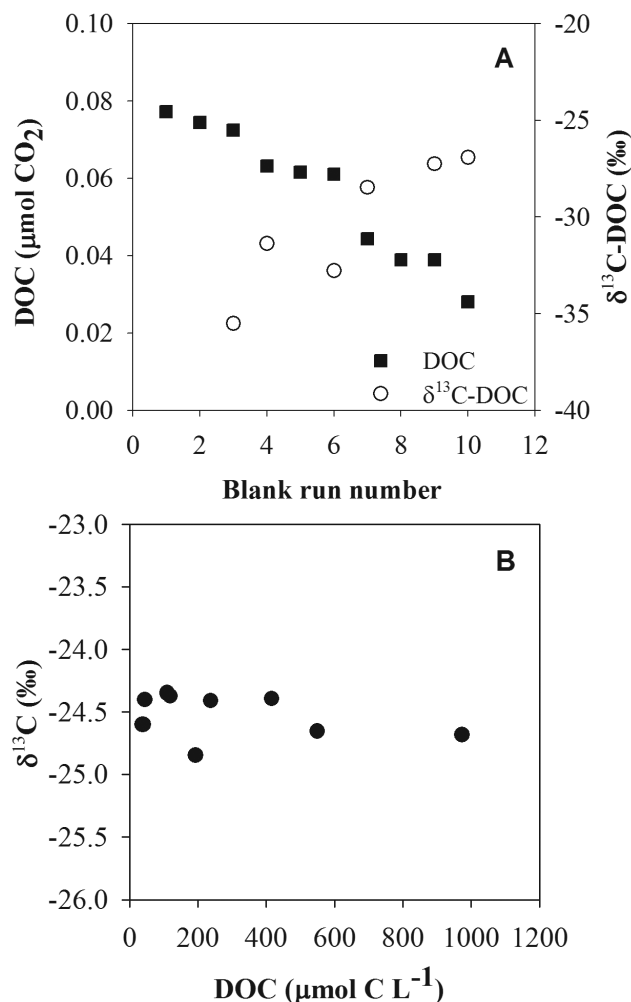 A
DOC (μmol CO2)
0.10
0.08
0.06
0.04
0.02
0.00
-20
-25
-30
-35
-40
δ13C-DOC (‰)
DOC
δ13C-DOC
0 2 4 6 8 10 12
Blank run number
B
δ13C (‰)
-23.0
-23.5
-24.0
-24.5
-25.0
-25.5
-26.0
0 200 400 600 800 1000 1200
DOC (μmol C L-1)